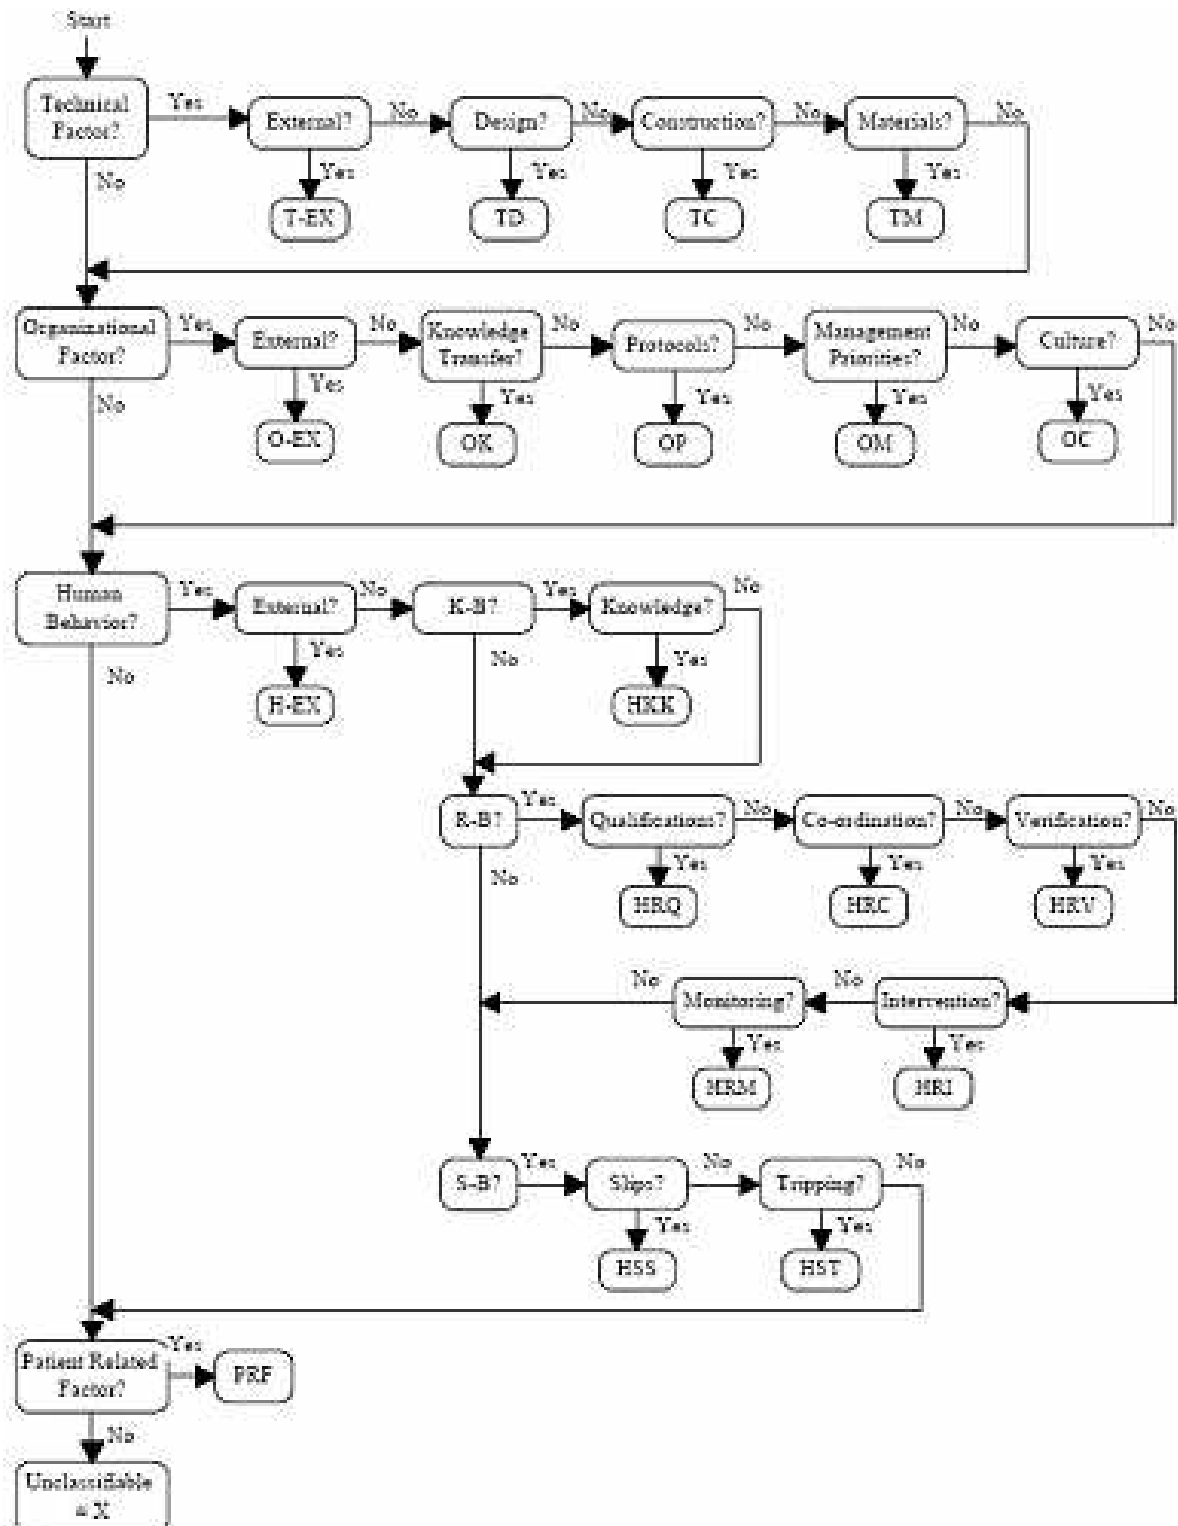 Start
Technical
Factor?
Yes
External?
No
Design?
No
Construction?
No
Materials?
No
No
Yes
Yes
Yes
Yes
T-EX
TD
TC
TM
Organizational
Factor?
Yes
External?
No
Knowledge
Transfer?
No
Protocols?
No
Management
Priorities?
No
Culture?
No
No
Yes
Yes
Yes
Yes
Yes
O-EX
OK
OP
OM
OC
Human
Behavior?
Yes
External?
No
K-B?
Yes
Knowledge?
No
No
Yes
No
Yes
H-EX
HKK
R-B?
Yes
Qualifications?
No
Co-ordination?
No
Verification?
No
No
Yes
Yes
Yes
HRQ
HRC
HRV
No
Monitoring?
No
Intervention?
Yes
Yes
HRM
HRI
S-B?
Yes
Slips?
No
Tripping?
No
Yes
Yes
HSS
HST
Patient Related
Factor?
Yes
PRF
No
Unclassifiable
= X